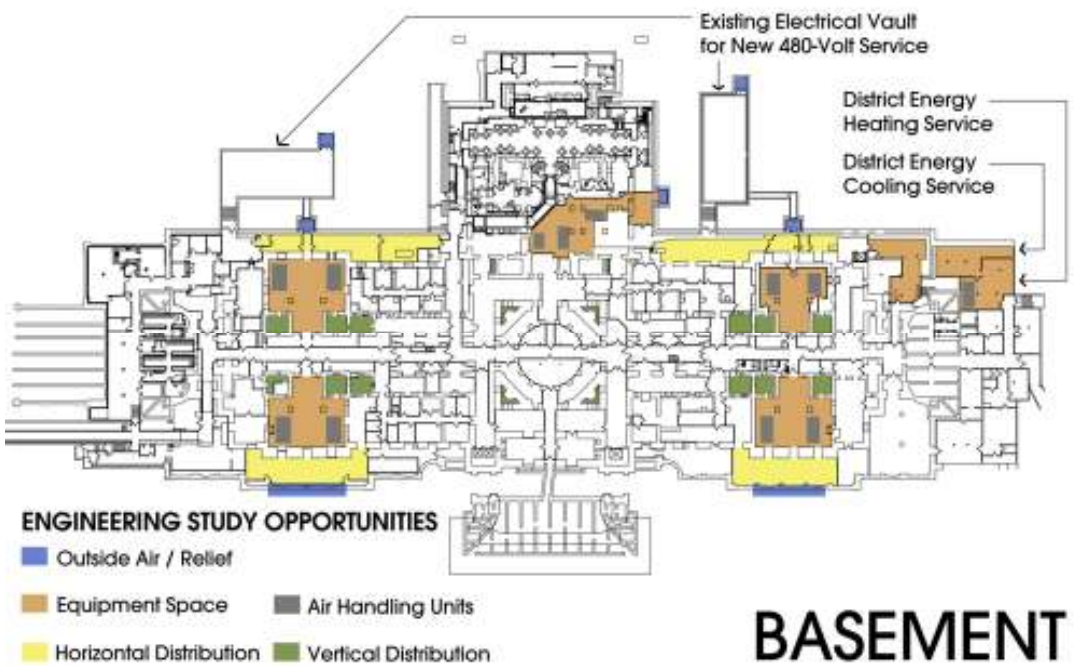 Existing Electrical Vault
for New 480-Volt Service
District Energy
Heating Service
District Energy
Cooling Service
ENGINEERING STUDY OPPORTUNITIES
Outside Air / Relief
Equipment Space
Air Handling Units
Horizontal Distribution
Vertical Distribution
BASEMENT